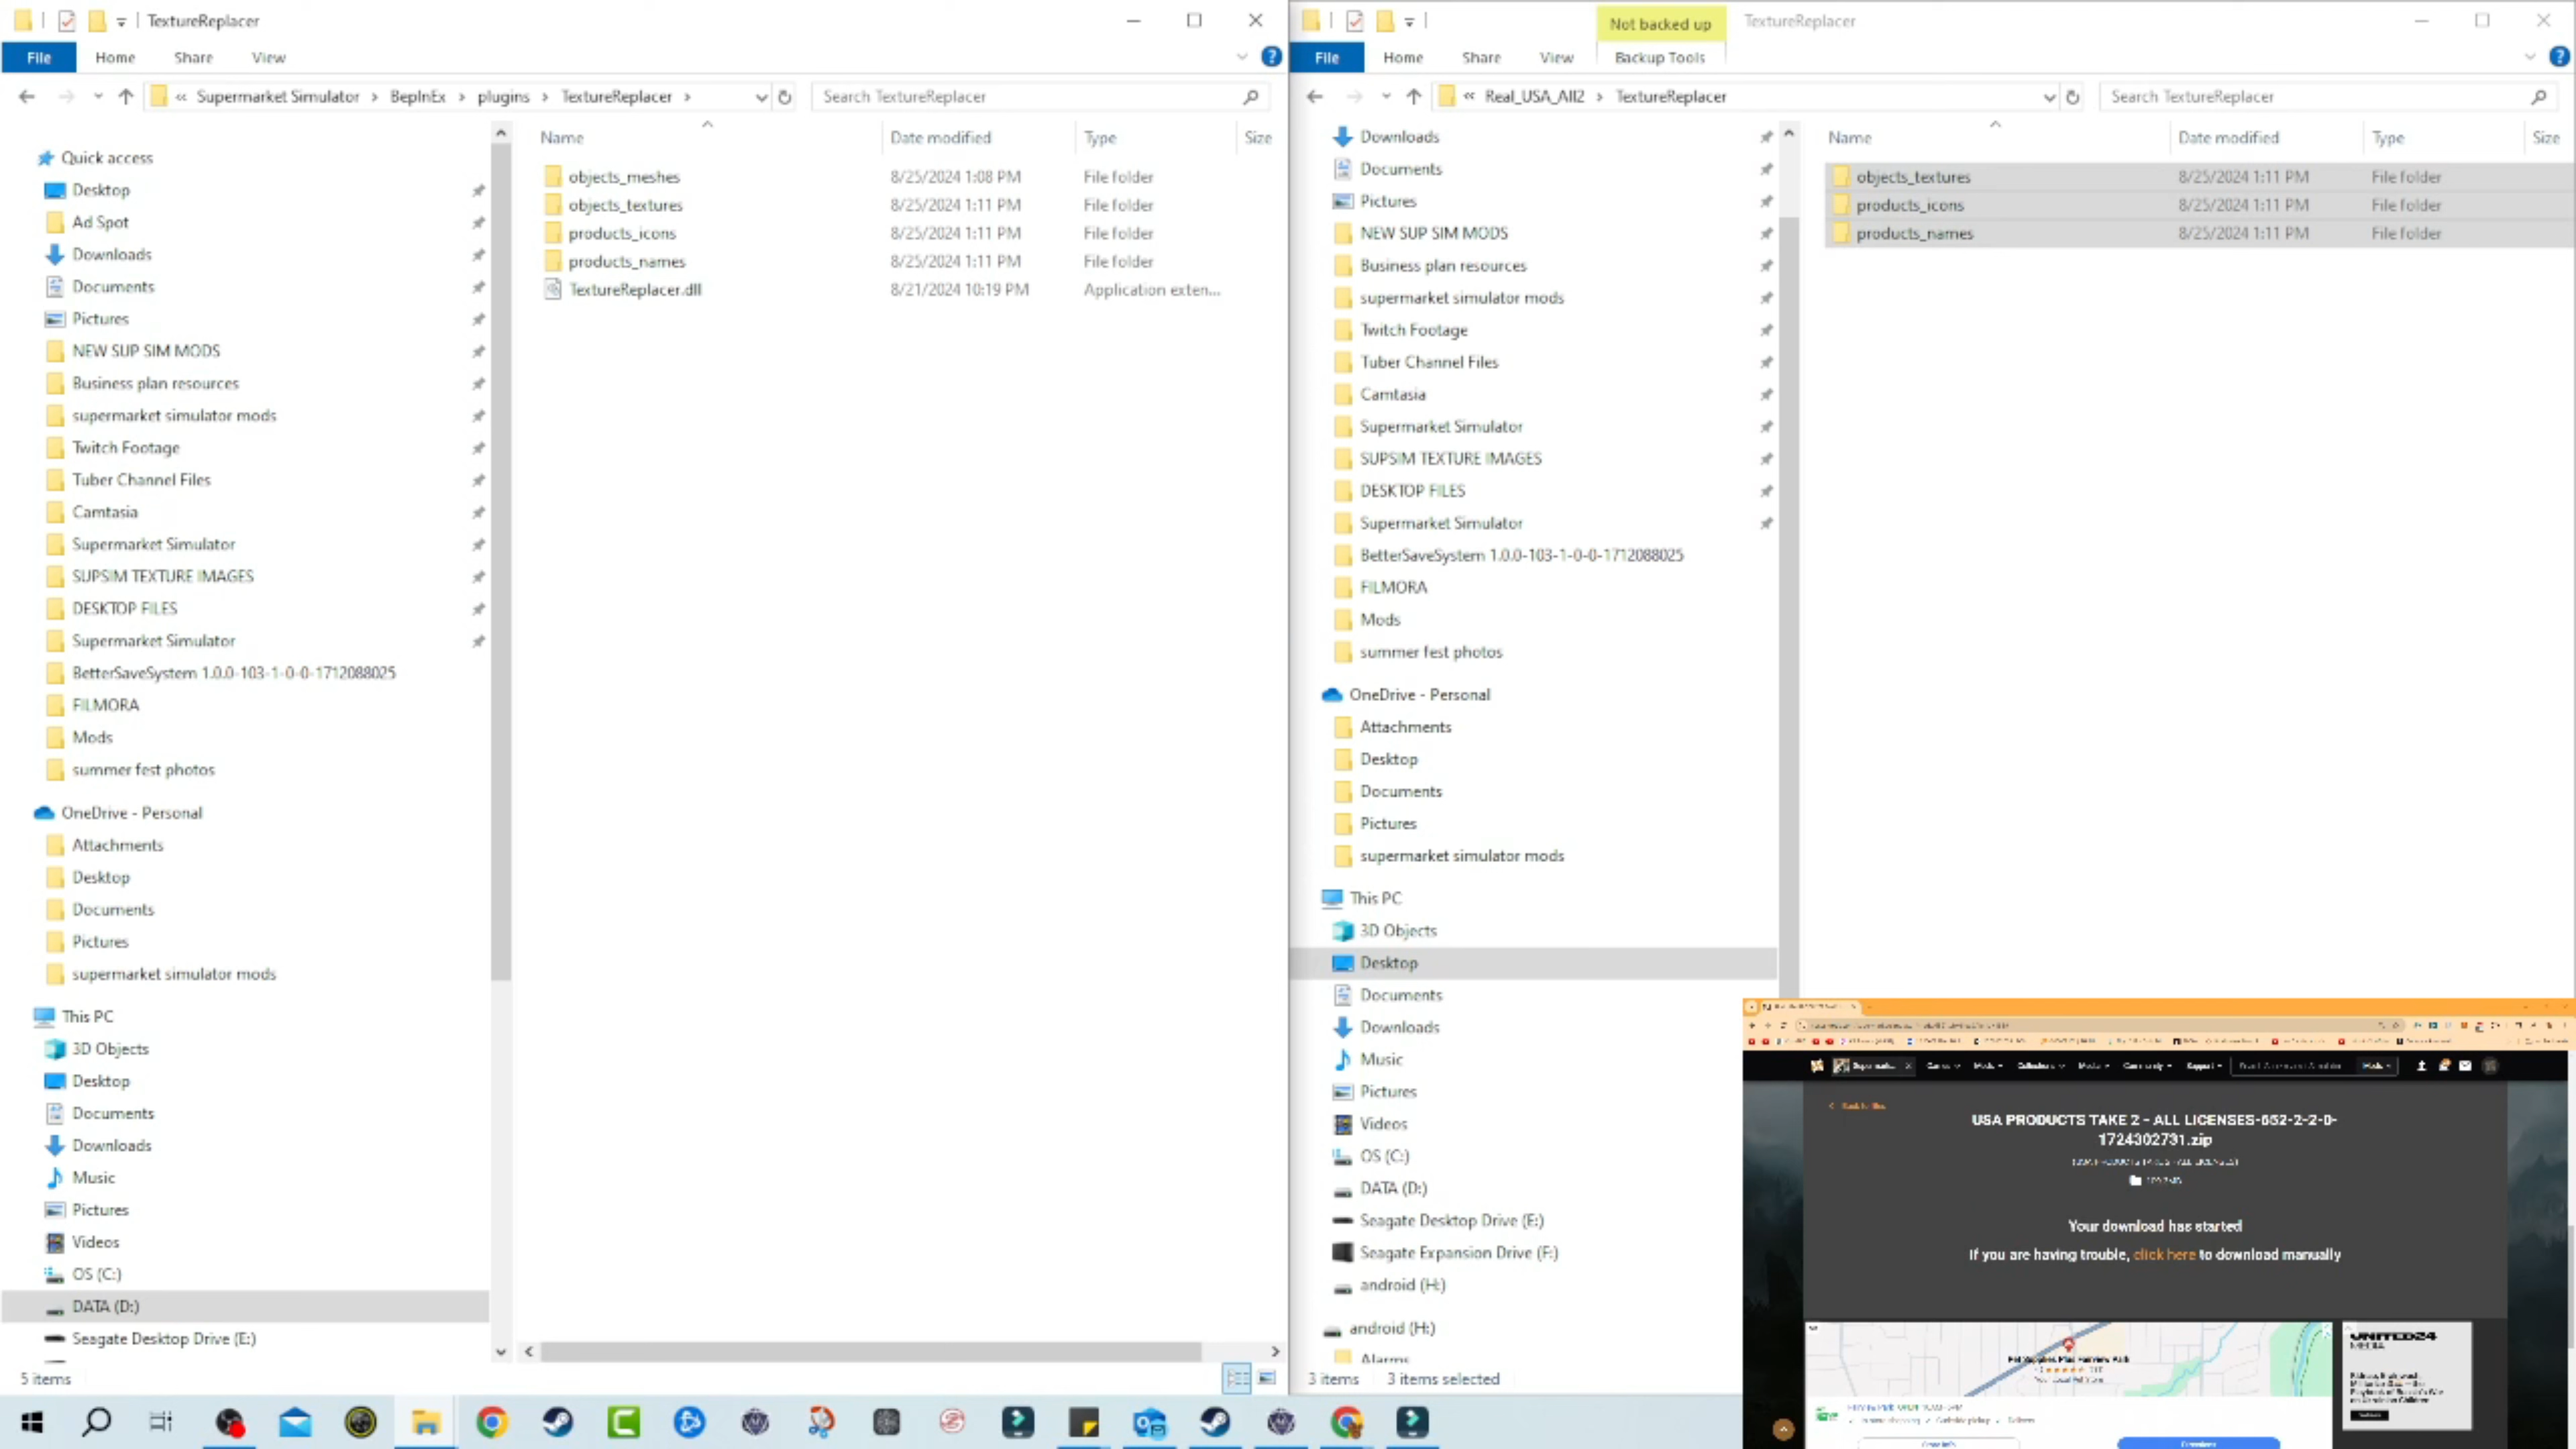 TextureReplacer
File
Home
Share
View
« Supermarket Simulator › BepInEx › plugins › TextureReplacer ›
Search TextureReplacer
Name
Date modified
Type
Size
Quick access
Desktop
Ad Spot
Downloads
Documents
Pictures
NEW SUP SIM MODS
Business plan resources
supermarket simulator mods
Twitch Footage
Tuber Channel Files
Camtasia
Supermarket Simulator
SUPSIM TEXTURE IMAGES
DESKTOP FILES
Supermarket Simulator
BetterSaveSystem 1.0.0-103-1-0-0-1712088025
FILMORA
Mods
summer fest photos
OneDrive - Personal
Attachments
Desktop
Documents
Pictures
supermarket simulator mods
This PC
3D Objects
Desktop
Documents
Downloads
Music
Pictures
Videos
OS (C:)
DATA (D:)
Seagate Desktop Drive (E:)
objects_meshes 8/25/2024 1:08 PM File folder
objects_textures 8/25/2024 1:11 PM File folder
products_icons 8/25/2024 1:11 PM File folder
products_names 8/25/2024 1:11 PM File folder
TextureReplacer.dll 8/21/2024 10:19 PM Application exten...
5 items
Not backed up
TextureReplacer
File
Home
Share
View
Backup Tools
« Real_USA_All2 › TextureReplacer
Search TextureReplacer
Name
Date modified
Type
Size
Downloads
Documents
Pictures
NEW SUP SIM MODS
Business plan resources
supermarket simulator mods
Twitch Footage
Tuber Channel Files
Camtasia
Supermarket Simulator
SUPSIM TEXTURE IMAGES
DESKTOP FILES
Supermarket Simulator
BetterSaveSystem 1.0.0-103-1-0-0-1712088025
FILMORA
Mods
summer fest photos
OneDrive - Personal
Attachments
Desktop
Documents
Pictures
supermarket simulator mods
This PC
3D Objects
Desktop
Documents
Downloads
Music
Pictures
Videos
OS (C:)
DATA (D:)
Seagate Desktop Drive (E:)
Seagate Expansion Drive (F:)
android (H:)
android (H:)
Alarms
objects_textures 8/25/2024 1:11 PM File folder
products_icons 8/25/2024 1:11 PM File folder
products_names 8/25/2024 1:11 PM File folder
3 items
3 items selected
USA PRODUCTS TAKE 2 - ALL LICENSES-652-2-2-0-
1724302731.zip
Your download has started
If you are having trouble, click here to download manually
UNITED24